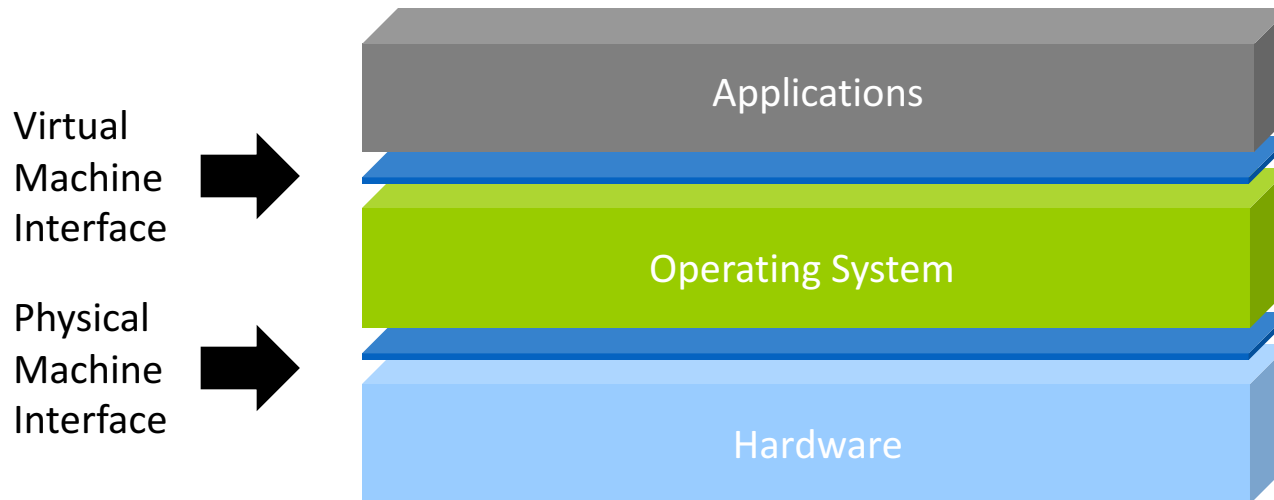 Applications
Virtual
Machine
Interface
Operating System
Physical
Machine
Interface
Hardware